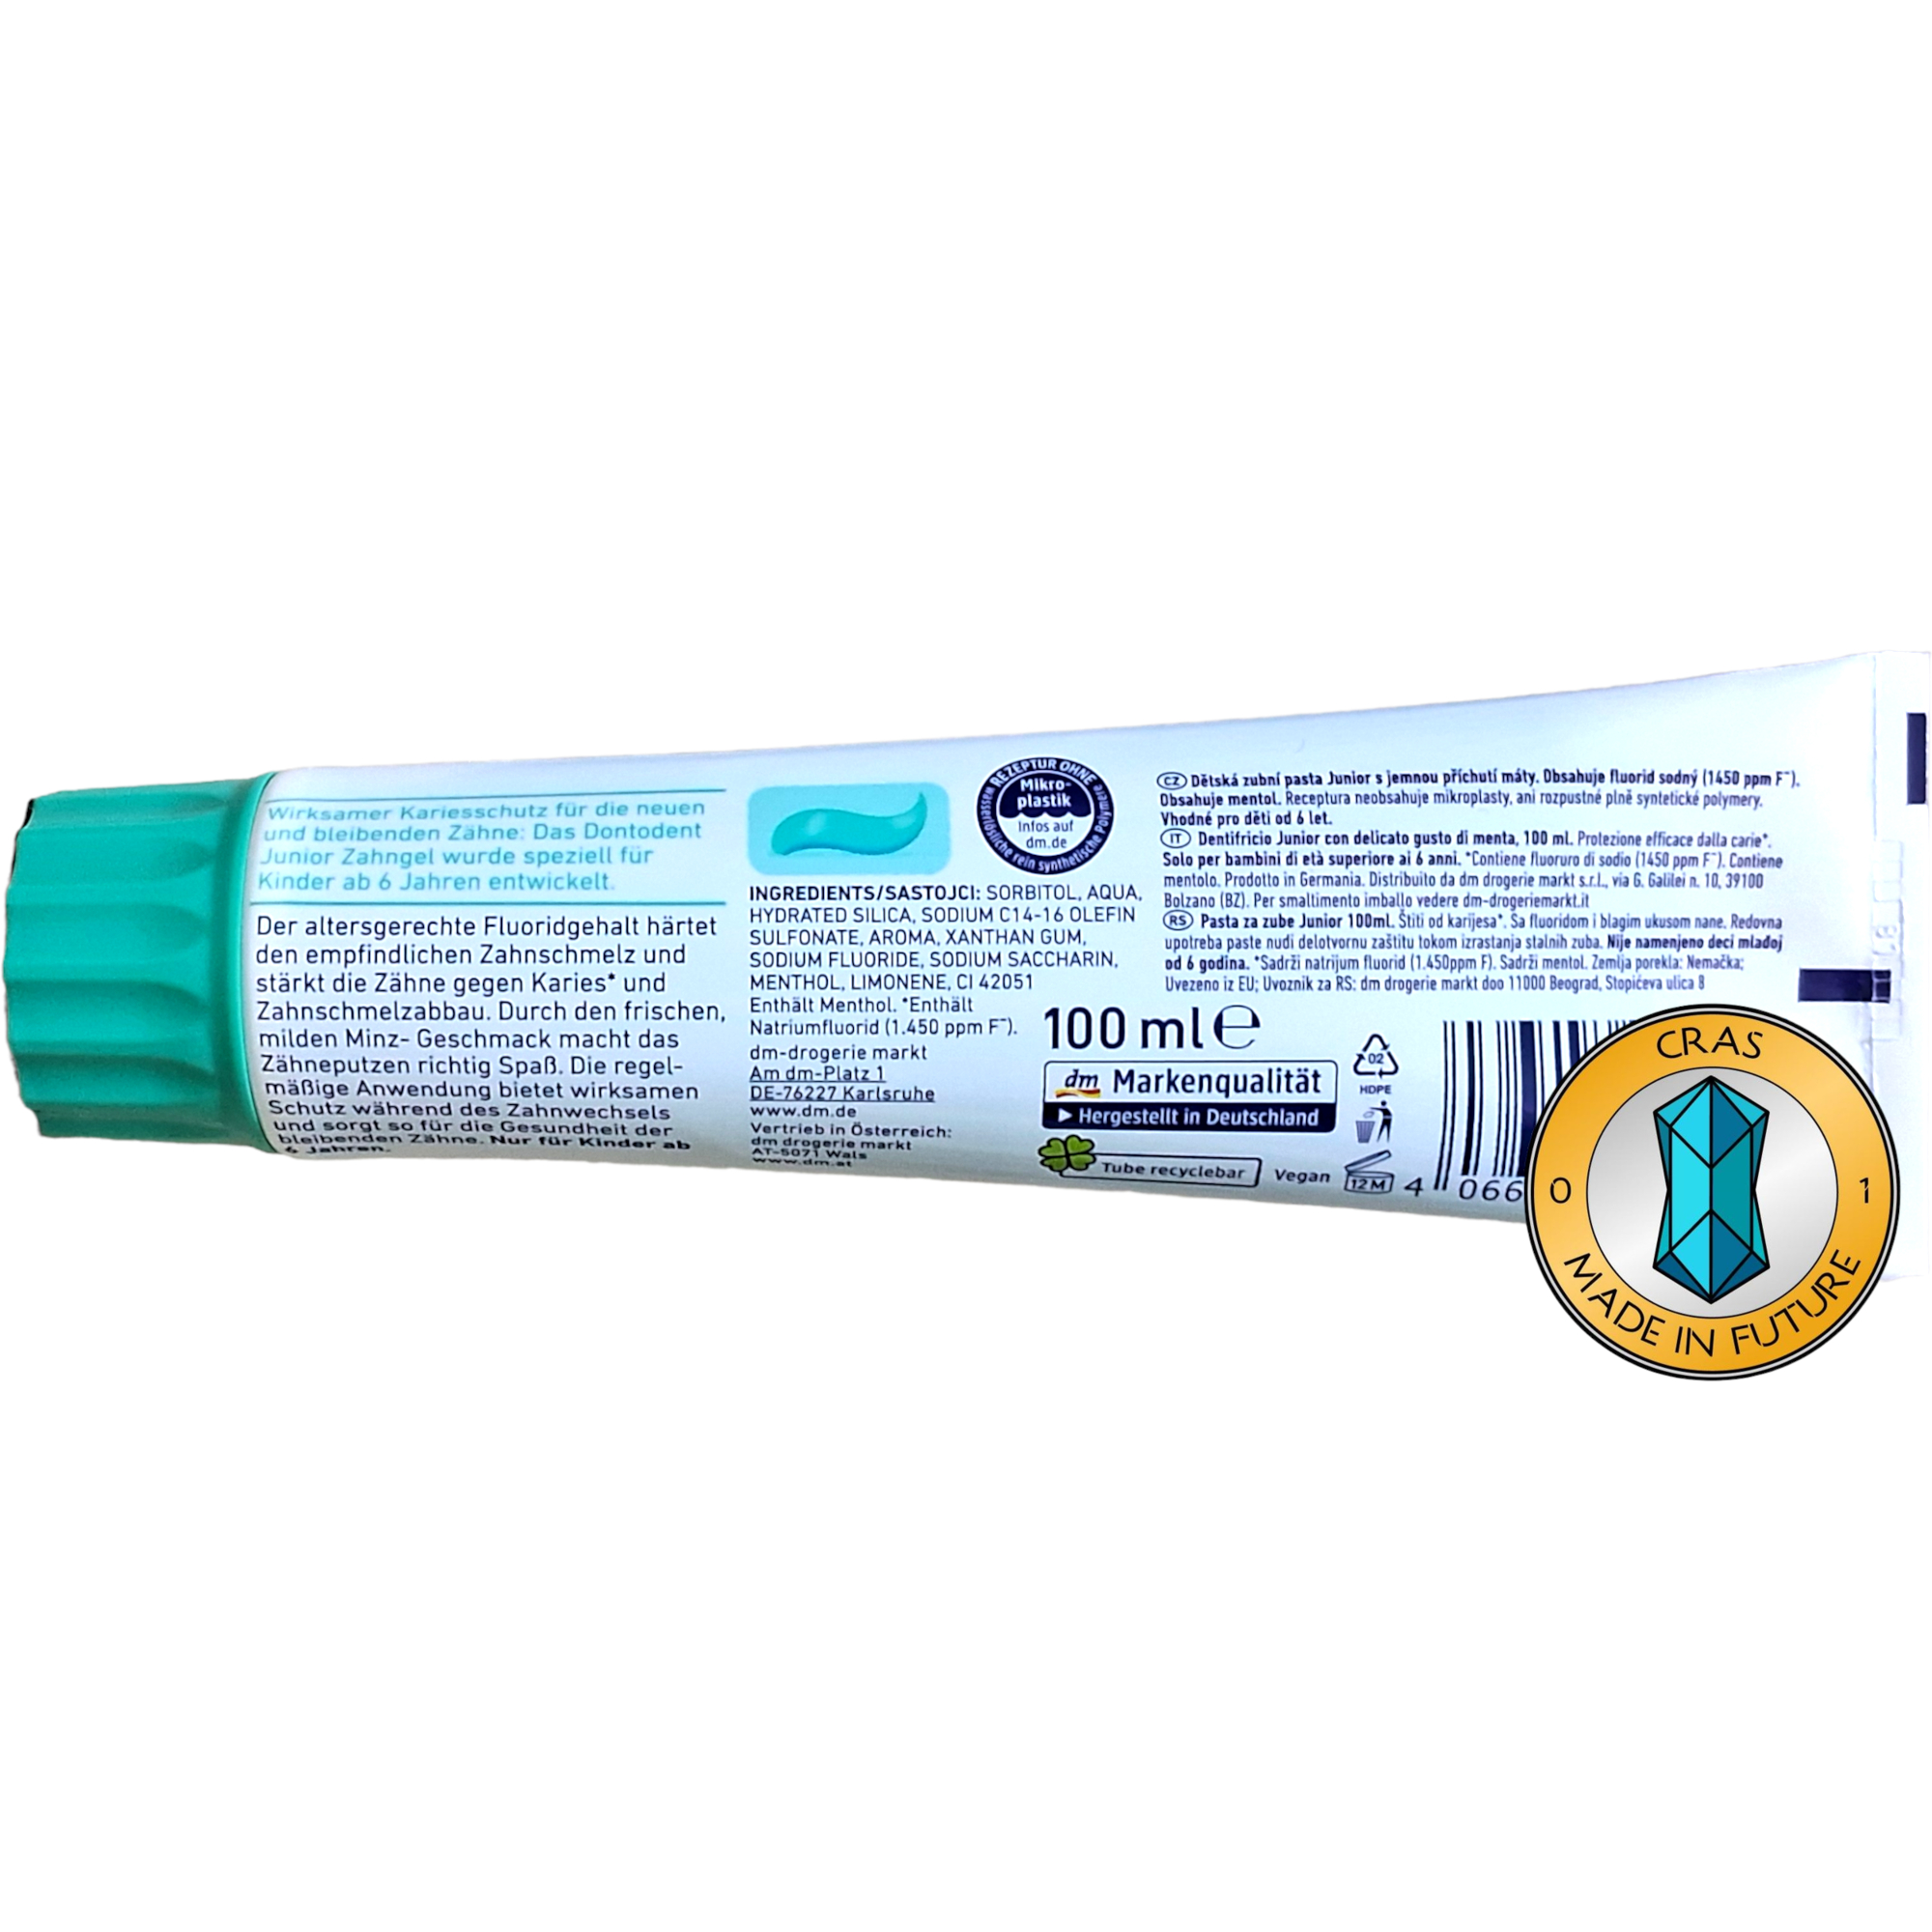 Wirksamer Kariesschutz für die neuen
und bleibenden Zähne: Das Dontodent
Junior Zahngel wurde speziell für
Kinder ab 6 Jahren entwickelt.
Der altersgerechte Fluoridgehalt härtet
den empfindlichen Zahnschmelz und
stärkt die Zähne gegen Karies* und
Zahnschmelzabbau. Durch den frischen,
milden Minz- Geschmack macht das
Zähneputzen richtig Spaß. Die regel-
mäßige Anwendung bietet wirksamen
Schutz während des Zahnwechsels
und sorgt so für die Gesundheit der
bleibenden Zähne. Nur für Kinder ab
6 Jahren.
REZEPTUR OHNE
Mikro-
plastik
Infos auf
dm.de
wasserlösliche rein synthetische Polymere
INGREDIENTS/SASTOJCI: SORBITOL, AQUA,
HYDRATED SILICA, SODIUM C14-16 OLEFIN
SULFONATE, AROMA, XANTHAN GUM,
SODIUM FLUORIDE, SODIUM SACCHARIN,
MENTHOL, LIMONENE, CI 42051
Enthält Menthol. *Enthält
Natriumfluorid (1.450 ppm F⁻).
dm-drogerie markt
Am dm-Platz 1
DE-76227 Karlsruhe
www.dm.de
Vertrieb in Österreich:
dm drogerie markt
AT-5071 Wals
www.dm.at
CZ Dětská zubní pasta Junior s jemnou příchutí máty. Obsahuje fluorid sodný (1450 ppm F⁻).
Obsahuje mentol. Receptura neobsahuje mikroplasty, ani rozpustné plně syntetické polymery.
Vhodné pro děti od 6 let.
IT Dentifricio Junior con delicato gusto di menta, 100 ml. Protezione efficace dalla carie*.
Solo per bambini di età superiore ai 6 anni. *Contiene fluoruro di sodio (1450 ppm F⁻). Contiene
mentolo. Prodotto in Germania. Distribuito da dm drogerie markt s.r.l., via G. Galilei n. 10, 39100
Bolzano (BZ). Per smaltimento imballo vedere dm-drogeriemarkt.it
RS Pasta za zube Junior 100ml. Štiti od karijesa*. Sa fluoridom i blagim ukusom nane. Redovna
upotreba paste nudi delotvornu zaštitu tokom izrastanja stalnih zuba. Nije namenjeno deci mlađoj
od 6 godina. *Sadrži natrijum fluorid (1.450ppm F). Sadrži mentol. Zemlja porekla: Nemačka;
Uvezeno iz EU; Uvoznik za RS: dm drogerie markt doo 11000 Beograd, Stopićeva ulica 8
100 ml ℮
dm Markenqualität
Hergestellt in Deutschland
Tube recyclebar
Vegan
02
HDPE
12 M
4 066
CRAS
0 1
MADE IN FUTURE